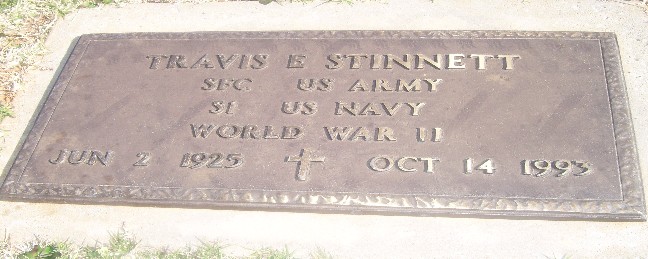 TRAVIS E STINNETT
SFC US ARMY
S1 US NAVY
WORLD WAR II
JUN 2 1925 OCT 14 1993